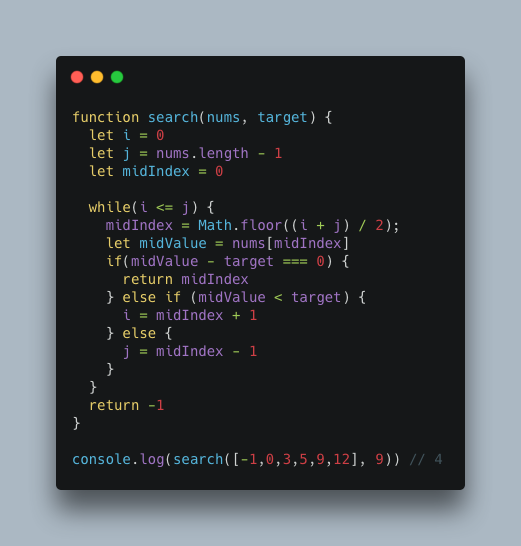 function search(nums, target) {
  let i = 0
  let j = nums.length - 1
  let midIndex = 0

  while(i <= j) {
    midIndex = Math.floor((i + j) / 2);
    let midValue = nums[midIndex]
    if(midValue - target === 0) {
      return midIndex
    } else if (midValue < target) {
      i = midIndex + 1
    } else {
      j = midIndex - 1
    }
  }
  return -1
}

console.log(search([-1,0,3,5,9,12], 9)) // 4